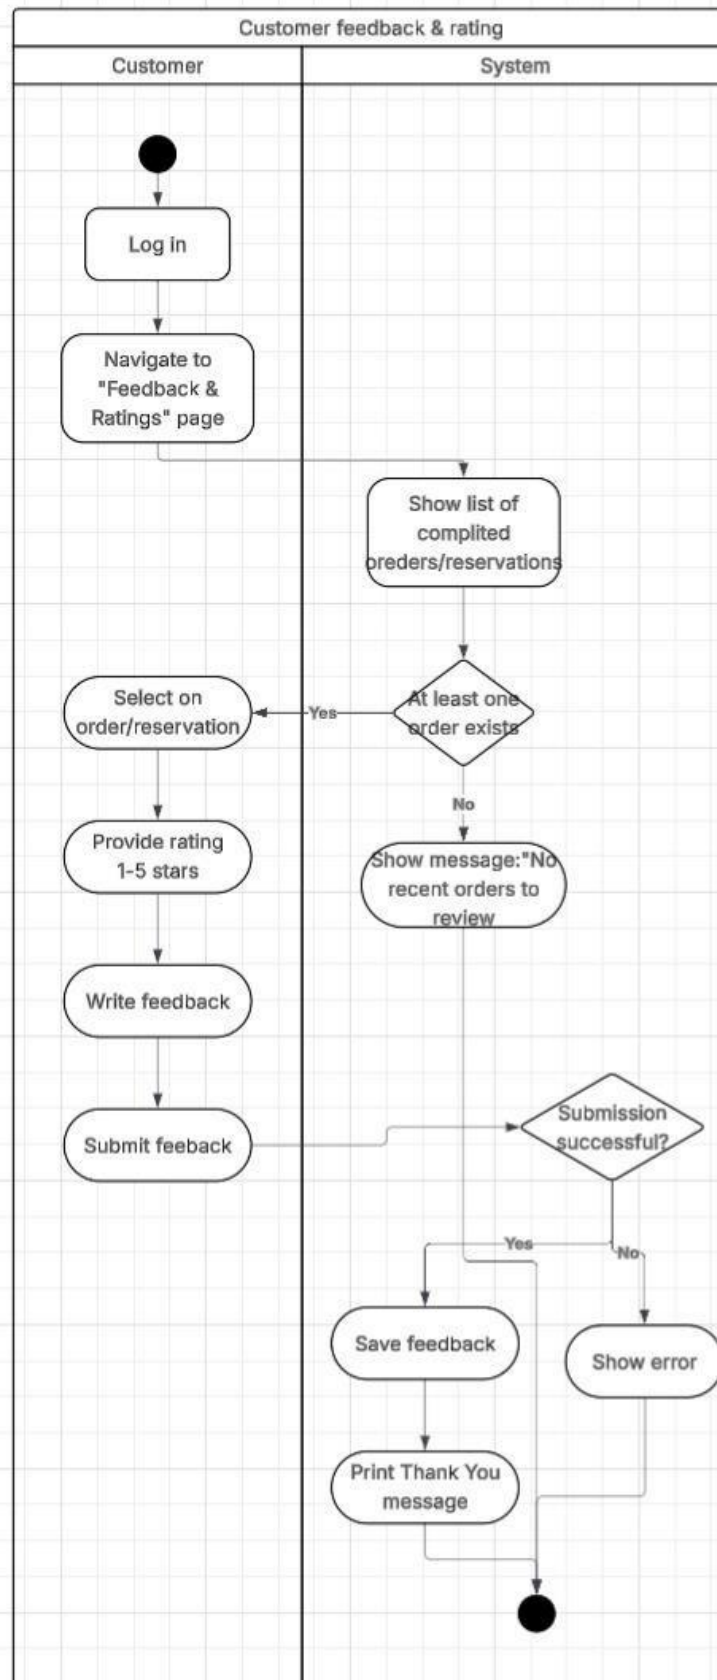 Customer feedback & rating
Customer
System
Log in
Navigate to
"Feedback &
Ratings" page
Show list of
complited
oreders/reservations
At least one
order exists
Yes
No
Select on
order/reservation
Show message:"No
recent orders to
review
Provide rating
1-5 stars
Write feedback
Submit feeback
Submission
successful?
Yes
No
Save feedback
Show error
Print Thank You
message